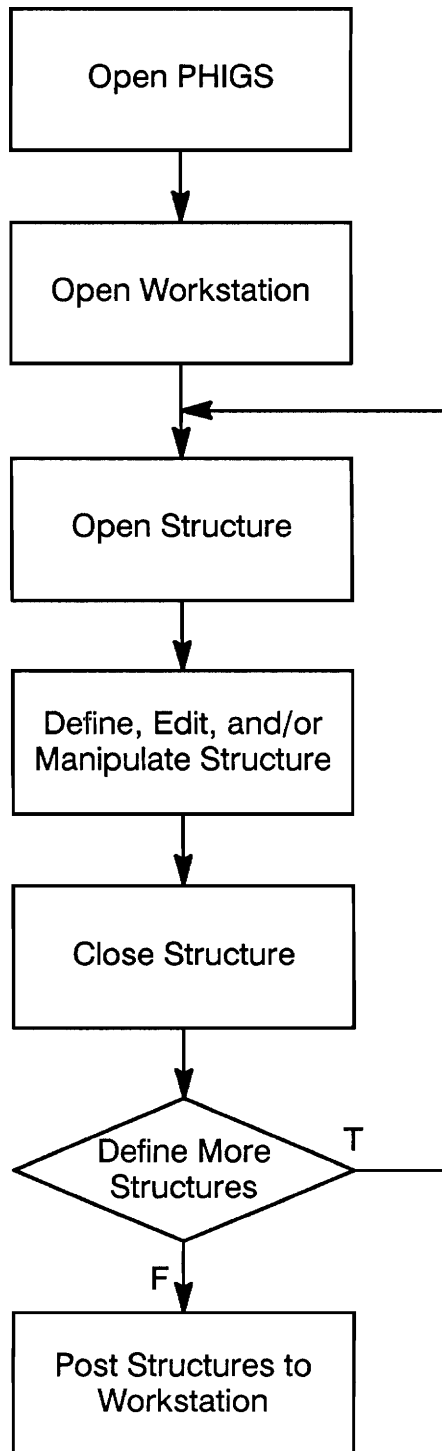 Open PHIGS
Open Workstation
Open Structure
Define, Edit, and/or
Manipulate Structure
Close Structure
Define More
Structures
T
F
Post Structures to
Workstation